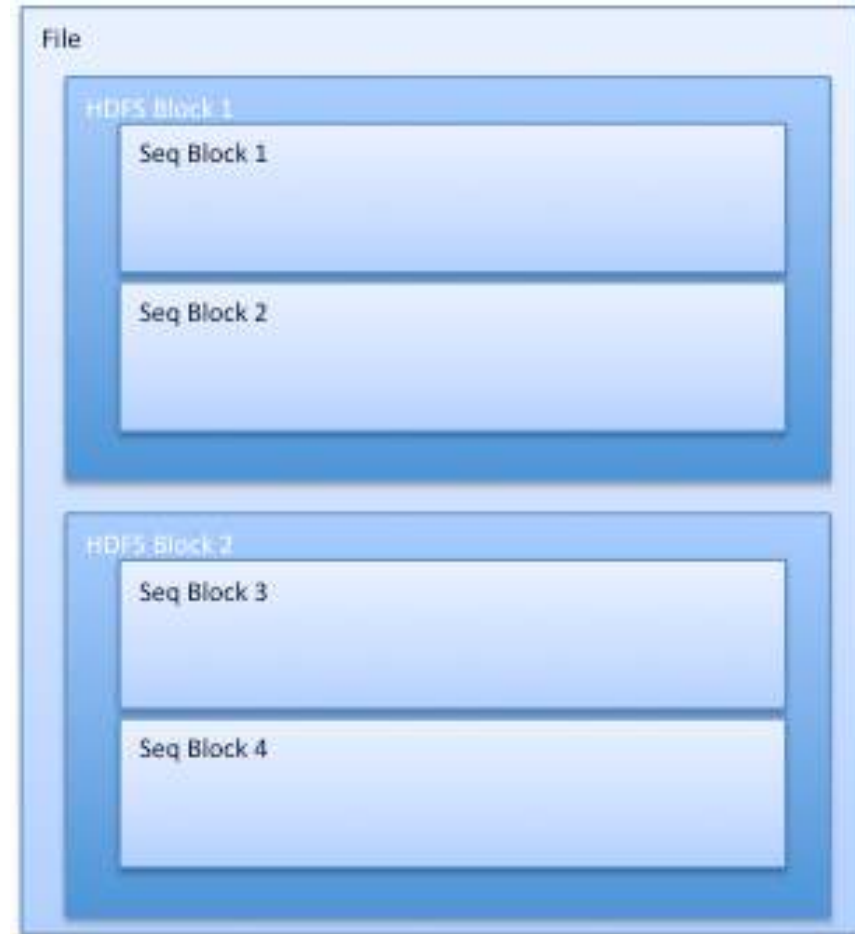 File
HDFS Block 1
Seq Block 1
Seq Block 2
HDFS Block 2
Seq Block 3
Seq Block 4